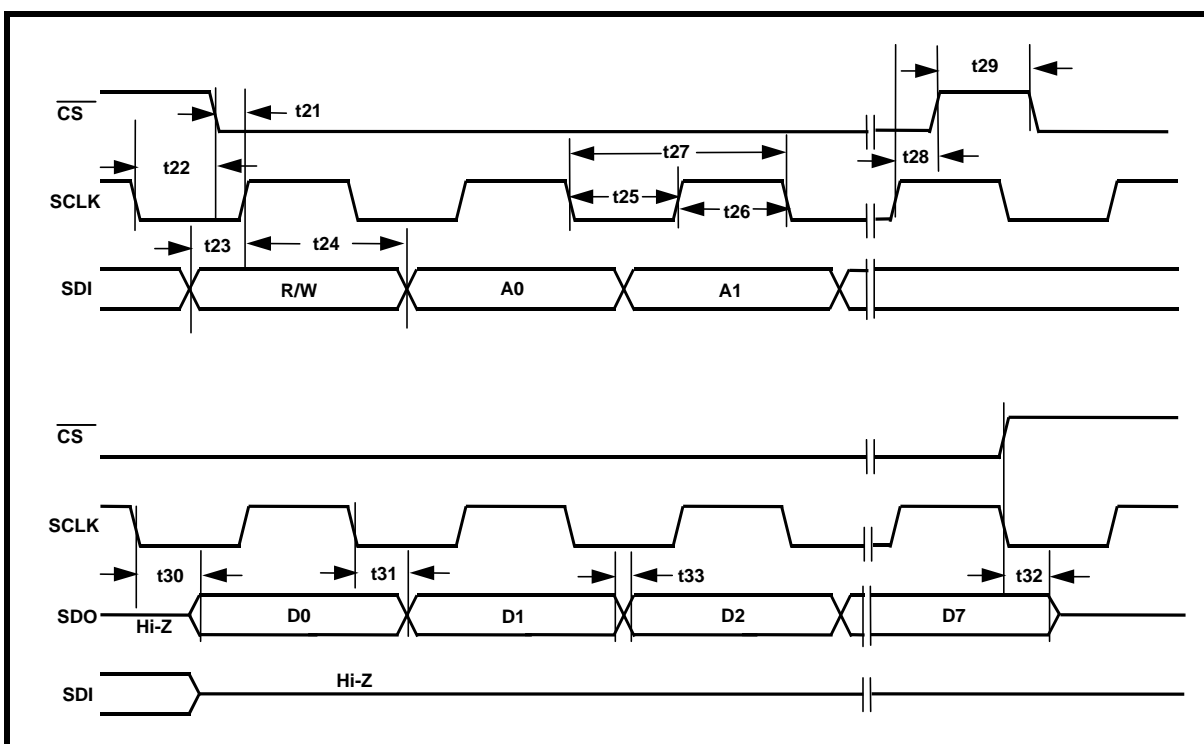 t29
CS
t21
t22
t28
t27
SCLK
t25
t26
t23
t24
SDI
R/W
A0
A1
CS
SCLK
t30
t31
t33
t32
SDO
Hi-Z
D0
D1
D2
D7
SDI
Hi-Z